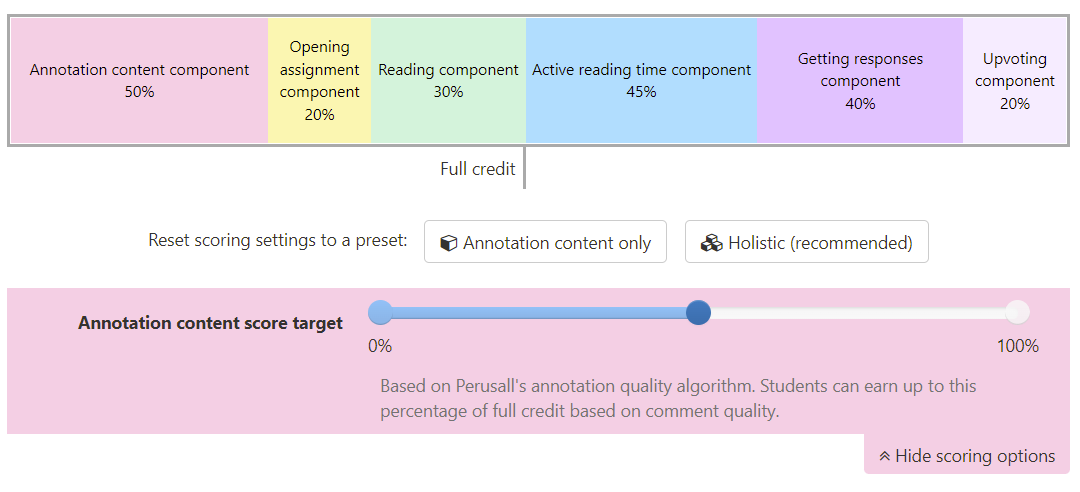 Annotation content component
50%
Opening
assignment
component
20%
Reading component
30%
Active reading time component
45%
Getting responses
component
40%
Upvoting
component
20%
Full credit
Reset scoring settings to a preset:
Annotation content only
Holistic (recommended)
Annotation content score target
0%
100%
Based on Perusall's annotation quality algorithm. Students can earn up to this
percentage of full credit based on comment quality.
Hide scoring options